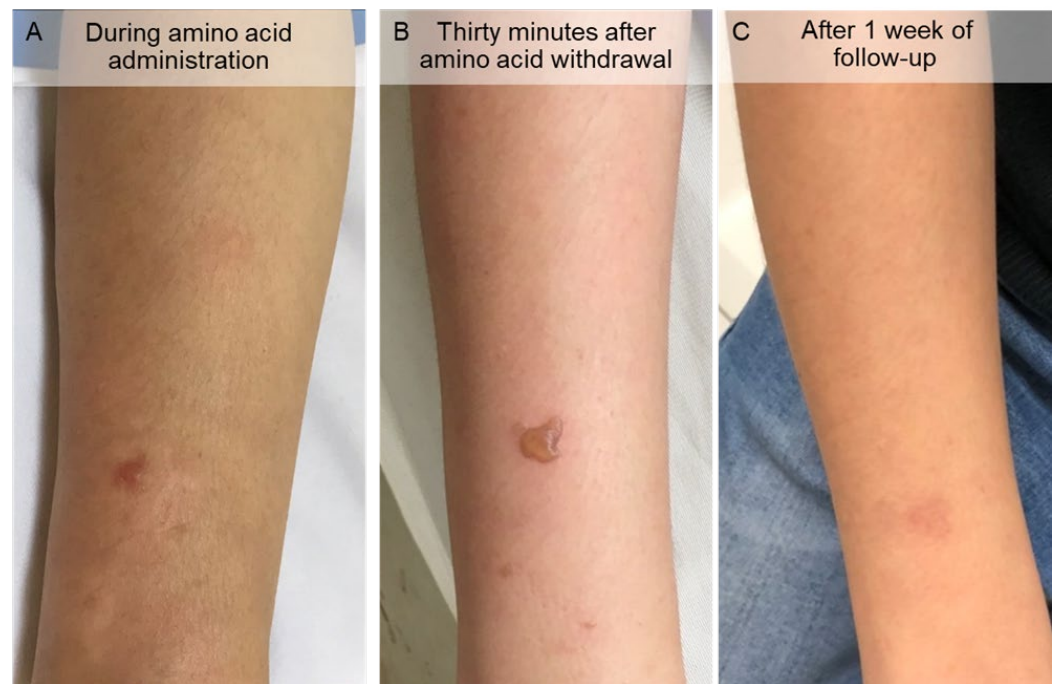 A
During amino acid
administration
B
Thirty minutes after
amino acid withdrawal
C
After 1 week of
follow-up